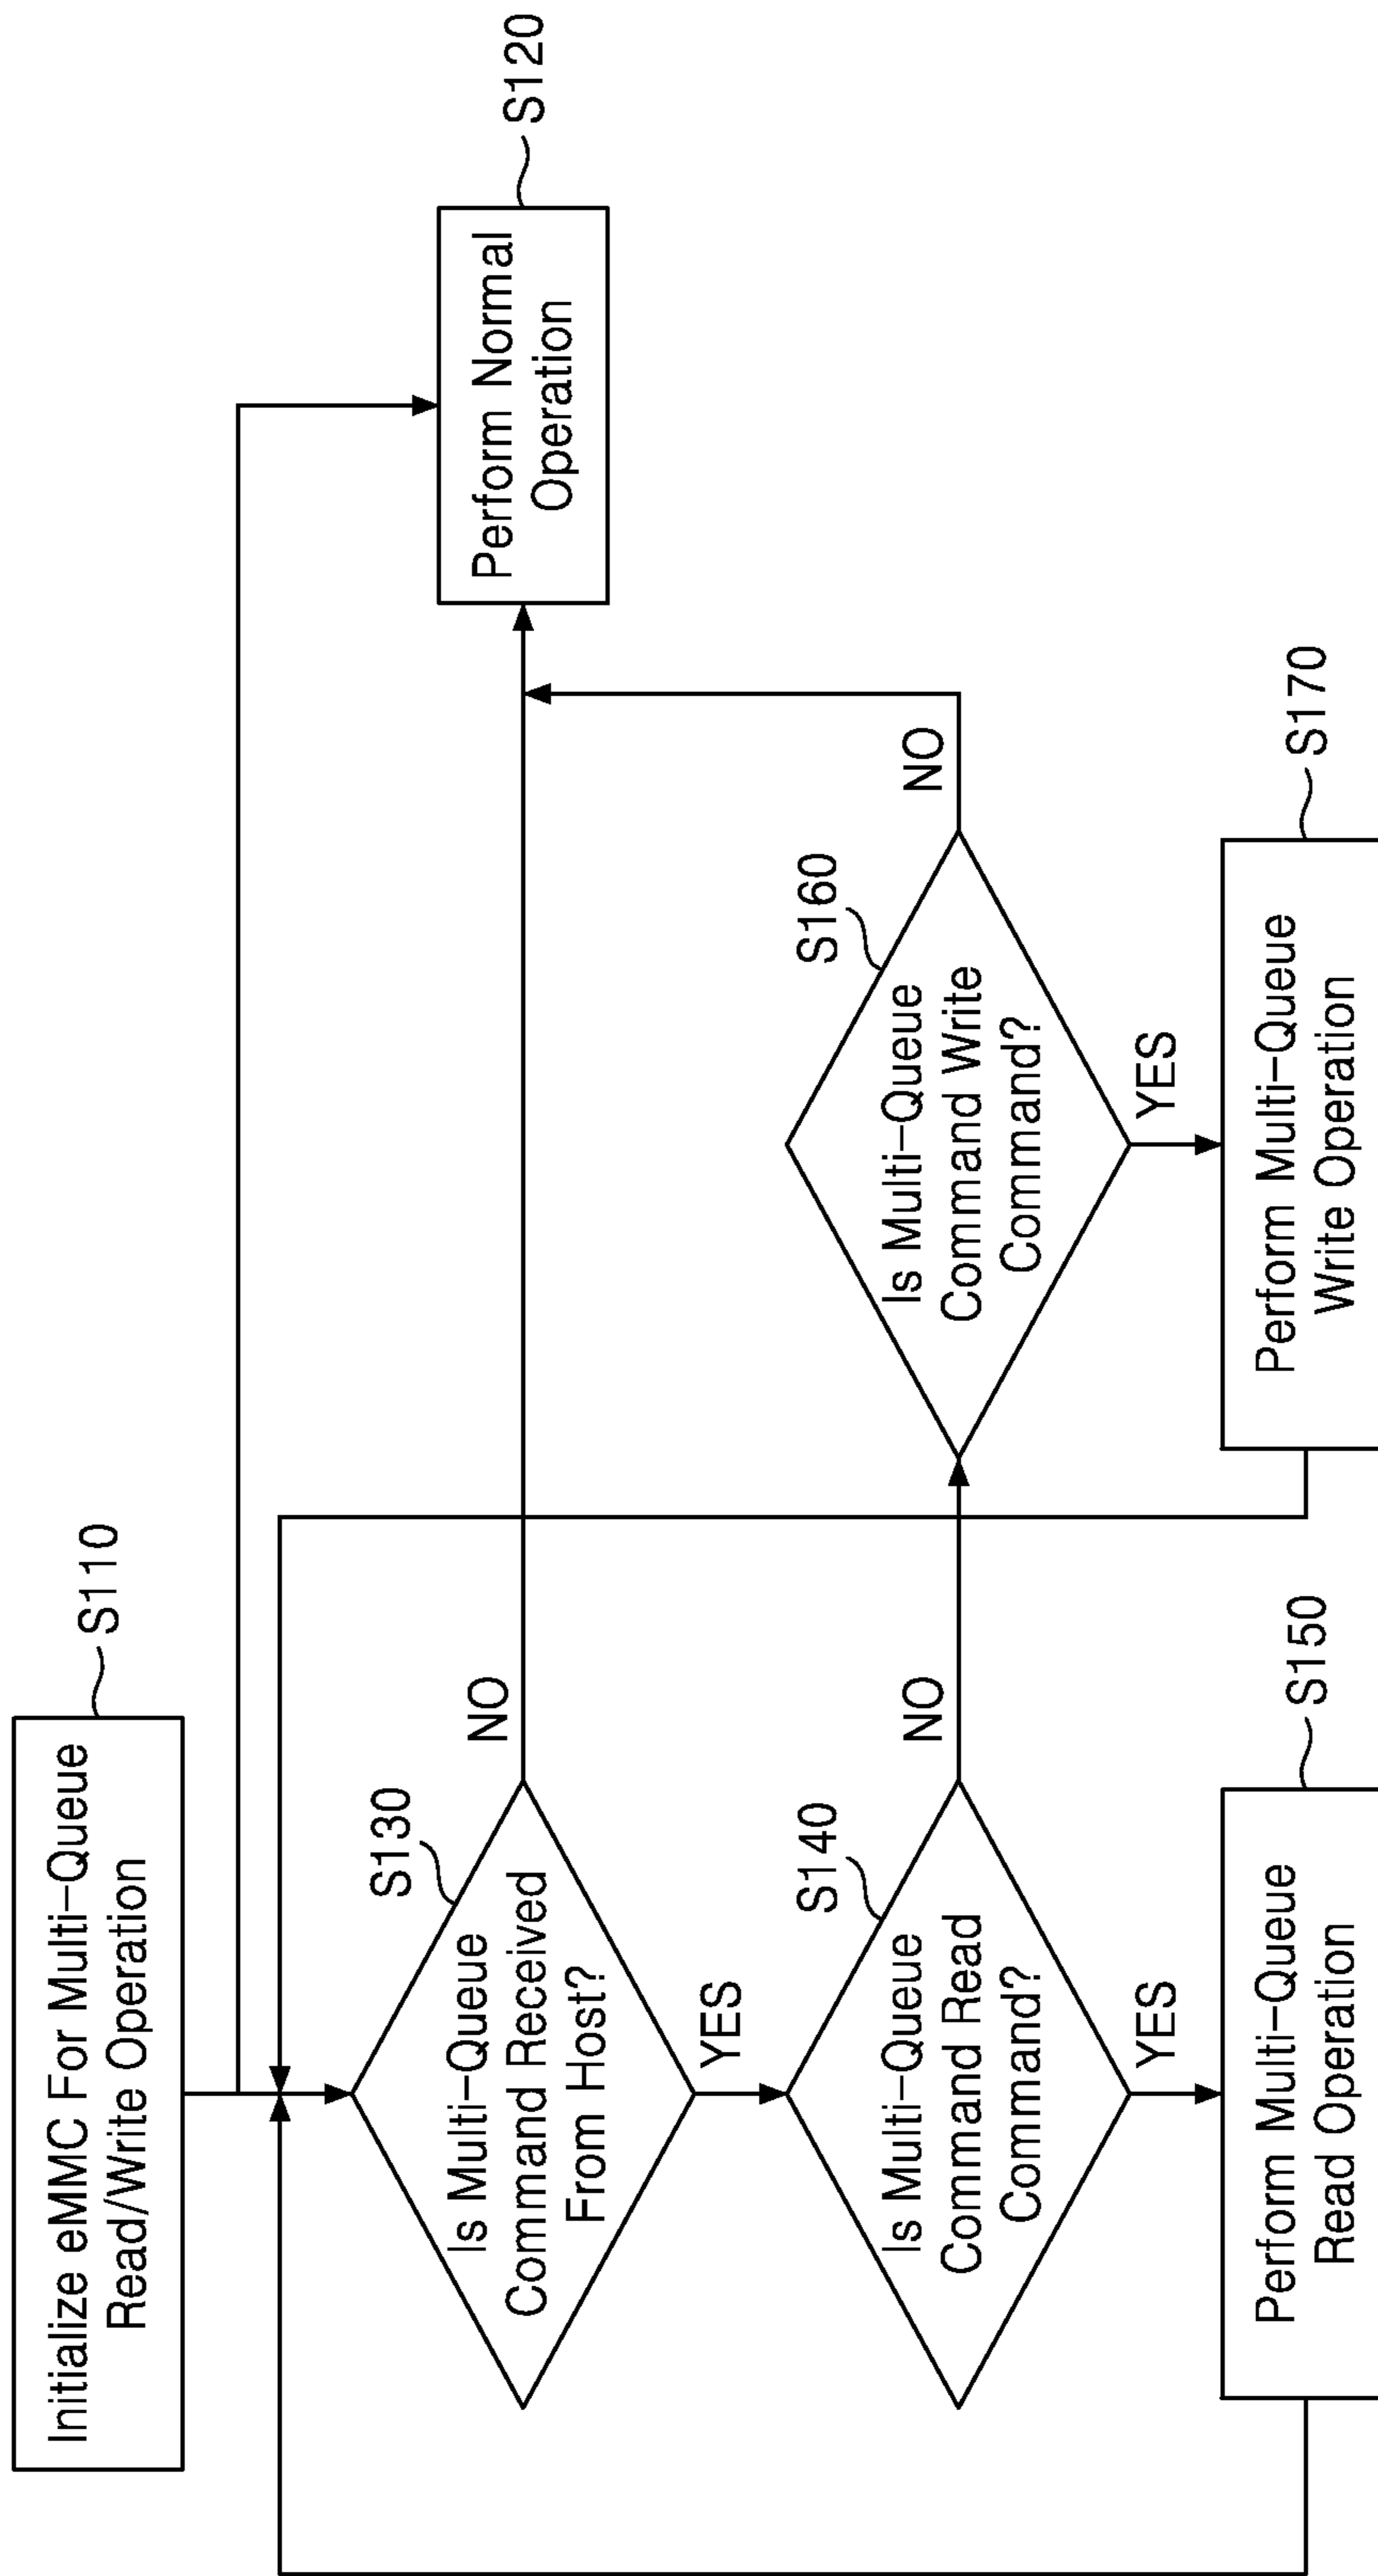 Initialize eMMC For Multi-Queue
Read/Write Operation
S110
Perform Normal
Operation
S120
Is Multi-Queue
Command Received
From Host?
S130
NO
YES
Is Multi-Queue
Command Read
Command?
S140
NO
YES
Is Multi-Queue
Command Write
Command?
S160
NO
YES
Perform Multi-Queue
Read Operation
S150
Perform Multi-Queue
Write Operation
S170